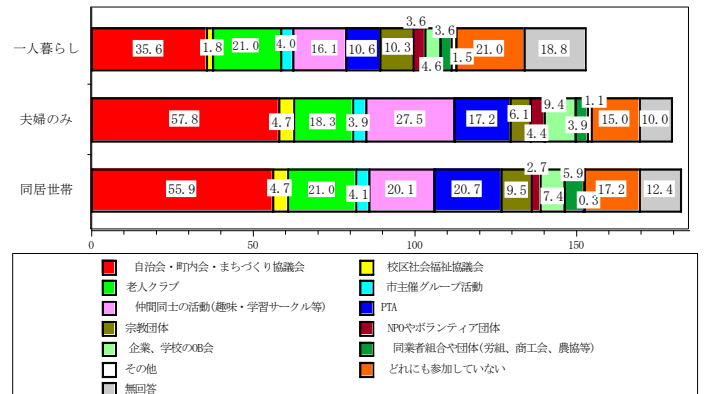 一人暮らし 35.6 1.8 21.0 4.0 16.1 10.6 10.3 3.6 4.6 3.6 1.5 21.0 18.8
夫婦のみ 57.8 4.7 18.3 3.9 27.5 17.2 6.1 4.4 9.4 3.9 1.1 15.0 10.0
同居世帯 55.9 4.7 21.0 4.1 20.1 20.7 9.5 2.7 7.4 5.9 0.3 17.2 12.4
0 50 100 150
自治会・町内会・まちづくり協議会 校区社会福祉協議会
老人クラブ 市主催グループ活動
仲間同士の活動(趣味・学習サークル等) PTA
宗教団体 NPOやボランティア団体
企業、学校のOB会 同業者組合や団体(労組、商工会、農協等)
その他 どれにも参加していない
無回答